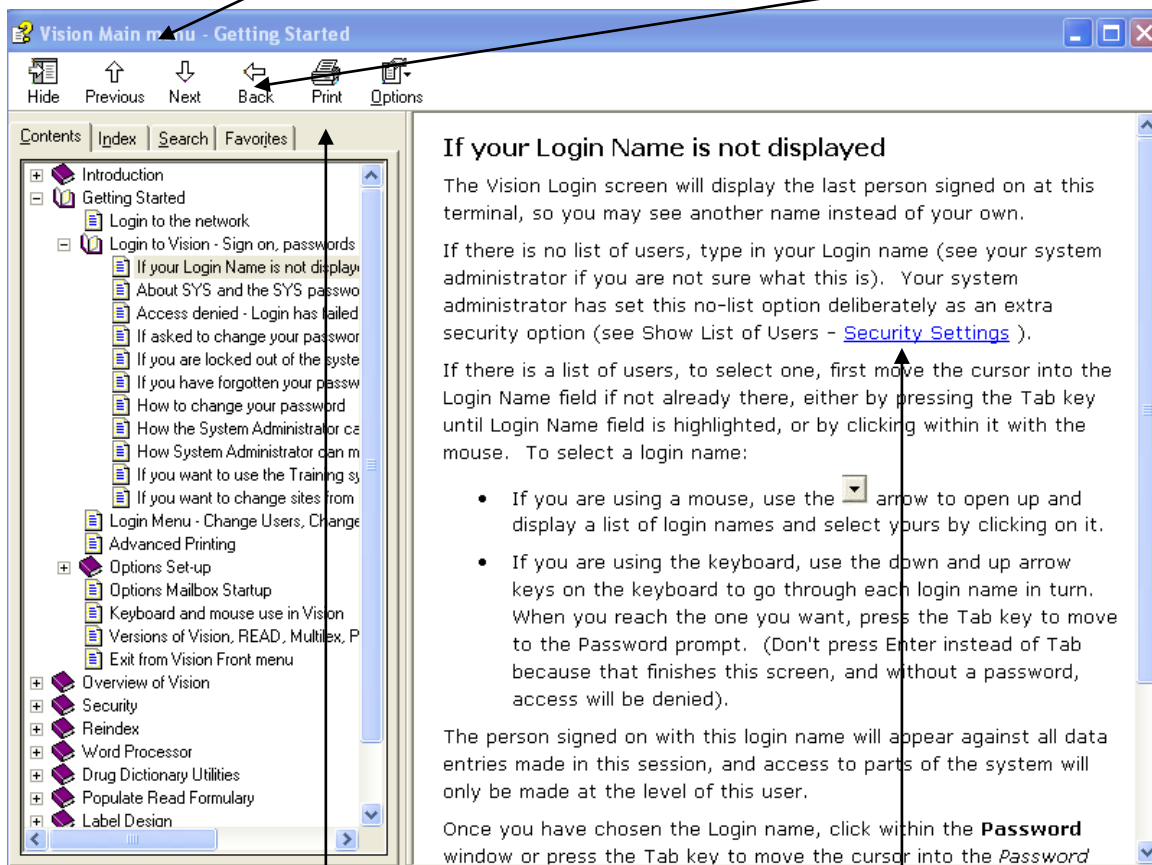 Vision Main menu - Getting Started
Hide Previous Next Back Print Options
Contents Index Search Favorites
Introduction
Getting Started
Login to the network
Login to Vision - Sign on, passwords
If your Login Name is not display
About SYS and the SYS passwo
Access denied - Login has failed
If asked to change your passwor
If you are locked out of the syste
If you have forgotten your passw
How to change your password
How the System Administrator ca
How System Administrator can m
If you want to use the Training sy
If you want to change sites from
Login Menu - Change Users, Change
Advanced Printing
Options Set-up
Options Mailbox Startup
Keyboard and mouse use in Vision
Versions of Vision, READ, Multilex, P
Exit from Vision Front menu
Overview of Vision
Security
Reindex
Word Processor
Drug Dictionary Utilities
Populate Read Formulary
Label Design
If your Login Name is not displayed
The Vision Login screen will display the last person signed on at this
terminal, so you may see another name instead of your own.
If there is no list of users, type in your Login name (see your system
administrator if you are not sure what this is). Your system
administrator has set this no-list option deliberately as an extra
security option (see Show List of Users - Security Settings ).
If there is a list of users, to select one, first move the cursor into the
Login Name field if not already there, either by pressing the Tab key
until Login Name field is highlighted, or by clicking within it with the
mouse. To select a login name:
• If you are using a mouse, use the arrow to open up and
display a list of login names and select yours by clicking on it.
• If you are using the keyboard, use the down and up arrow
keys on the keyboard to go through each login name in turn.
When you reach the one you want, press the Tab key to move
to the Password prompt. (Don't press Enter instead of Tab
because that finishes this screen, and without a password,
access will be denied).
The person signed on with this login name will appear against all data
entries made in this session, and access to parts of the system will
only be made at the level of this user.
Once you have chosen the Login name, click within the Password
window or press the Tab key to move the cursor into the Password